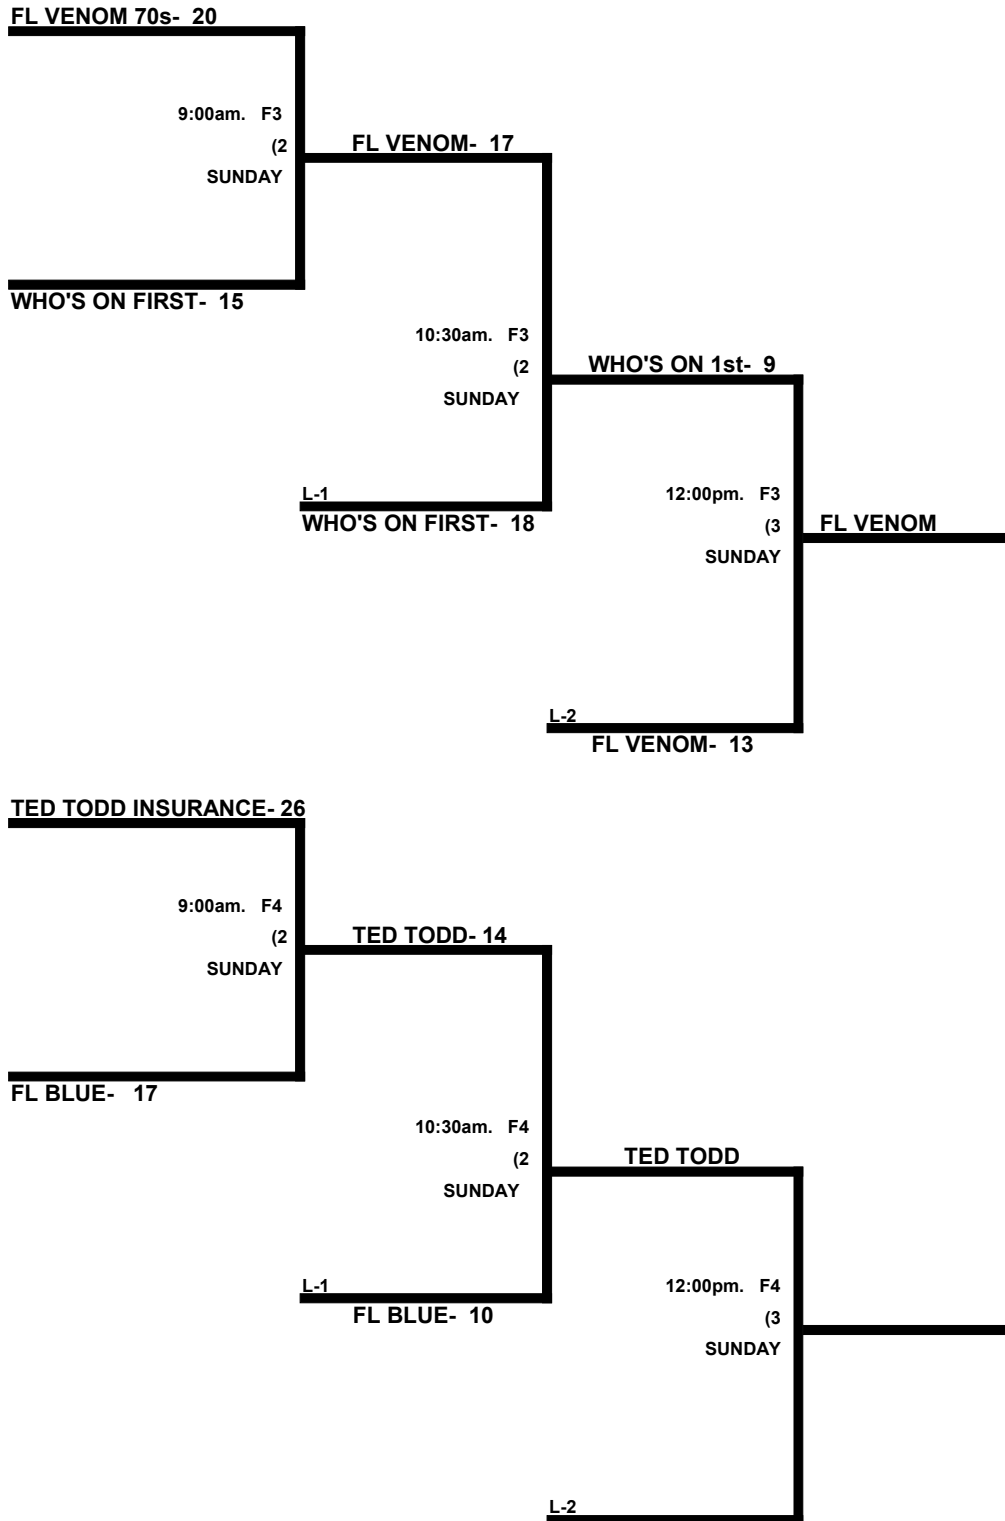 FL VENOM 70s-  20
9:00am.   F3
(2
SUNDAY
FL VENOM-  17
WHO'S ON FIRST-  15
10:30am.   F3
(2
SUNDAY
WHO'S ON 1st-  9
L-1
WHO'S ON FIRST-  18
12:00pm.   F3
(3
SUNDAY
FL VENOM
L-2
FL VENOM-  13
TED TODD INSURANCE- 26
9:00am.   F4
(2
SUNDAY
TED TODD- 14
FL BLUE-   17
10:30am.   F4
(2
SUNDAY
TED TODD
L-1
FL BLUE-  10
12:00pm.   F4
(3
SUNDAY
L-2